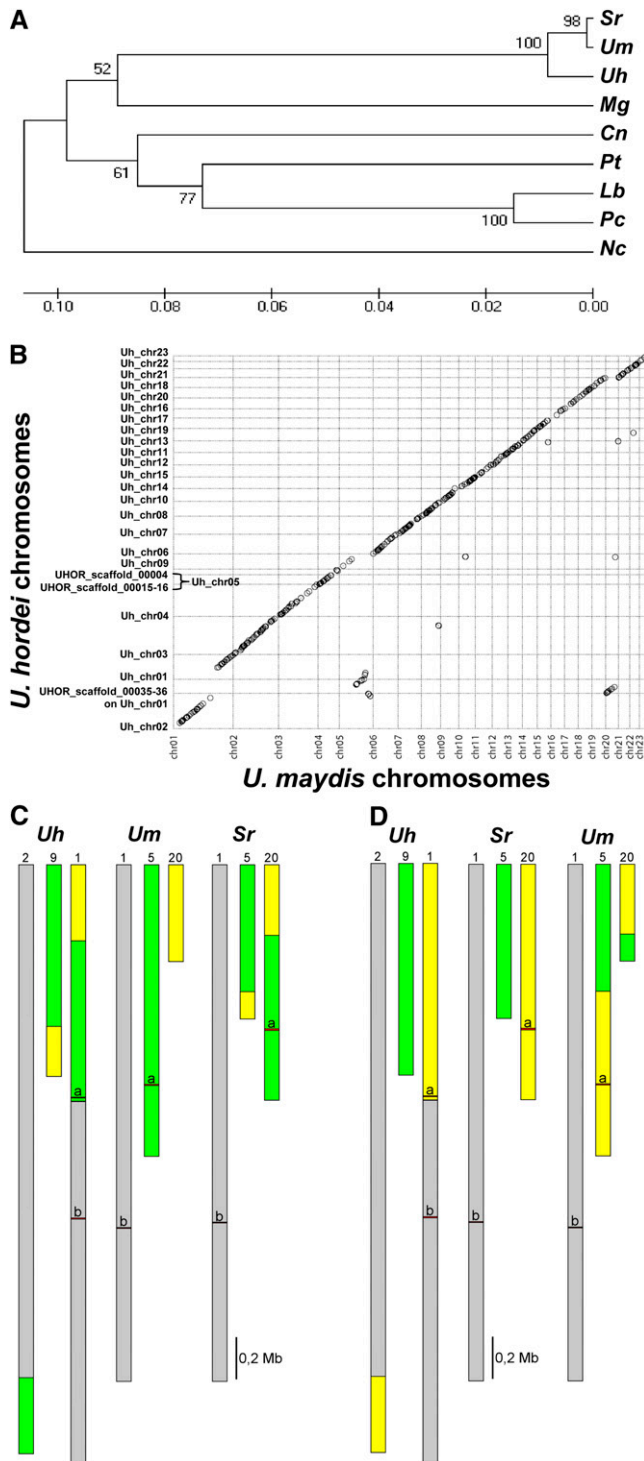 A
98
Sr
Um
100
Uh
52
Mg
Cn
61
Pt
77
Lb
100
Pc
Nc
0.10 0.08 0.06 0.04 0.02 0.00
B
U. hordei chromosomes
Uh_chr23
Uh_chr22
Uh_chr21
Uh_chr18
Uh_chr20
Uh_chr16
Uh_chr17
Uh_chr19
Uh_chr13
Uh_chr11
Uh_chr12
Uh_chr15
Uh_chr14
Uh_chr10
Uh_chr08
Uh_chr07
Uh_chr06
Uh_chr09
UHOR_scaffold_00004
UHOR_scaffold_00015-16
Uh_chr05
Uh_chr04
Uh_chr03
Uh_chr01
UHOR_scaffold_00035-36
on Uh_chr01
Uh_chr02
chr01 chr02 chr03 chr04 chr05 chr06 chr07 chr08 chr09 chr10 chr11 chr12 chr13 chr14 chr15 chr16 chr17 chr18 chr19 chr20 chr21 chr22 chr23
U. maydis chromosomes
C
Uh Um Sr
2 9 1 1 5 20 1 5 20
a
a
a
b
b
b
0,2 Mb
D
Uh Sr Um
2 9 1 1 5 20 1 5 20
a
a
a
b
b
b
0,2 Mb